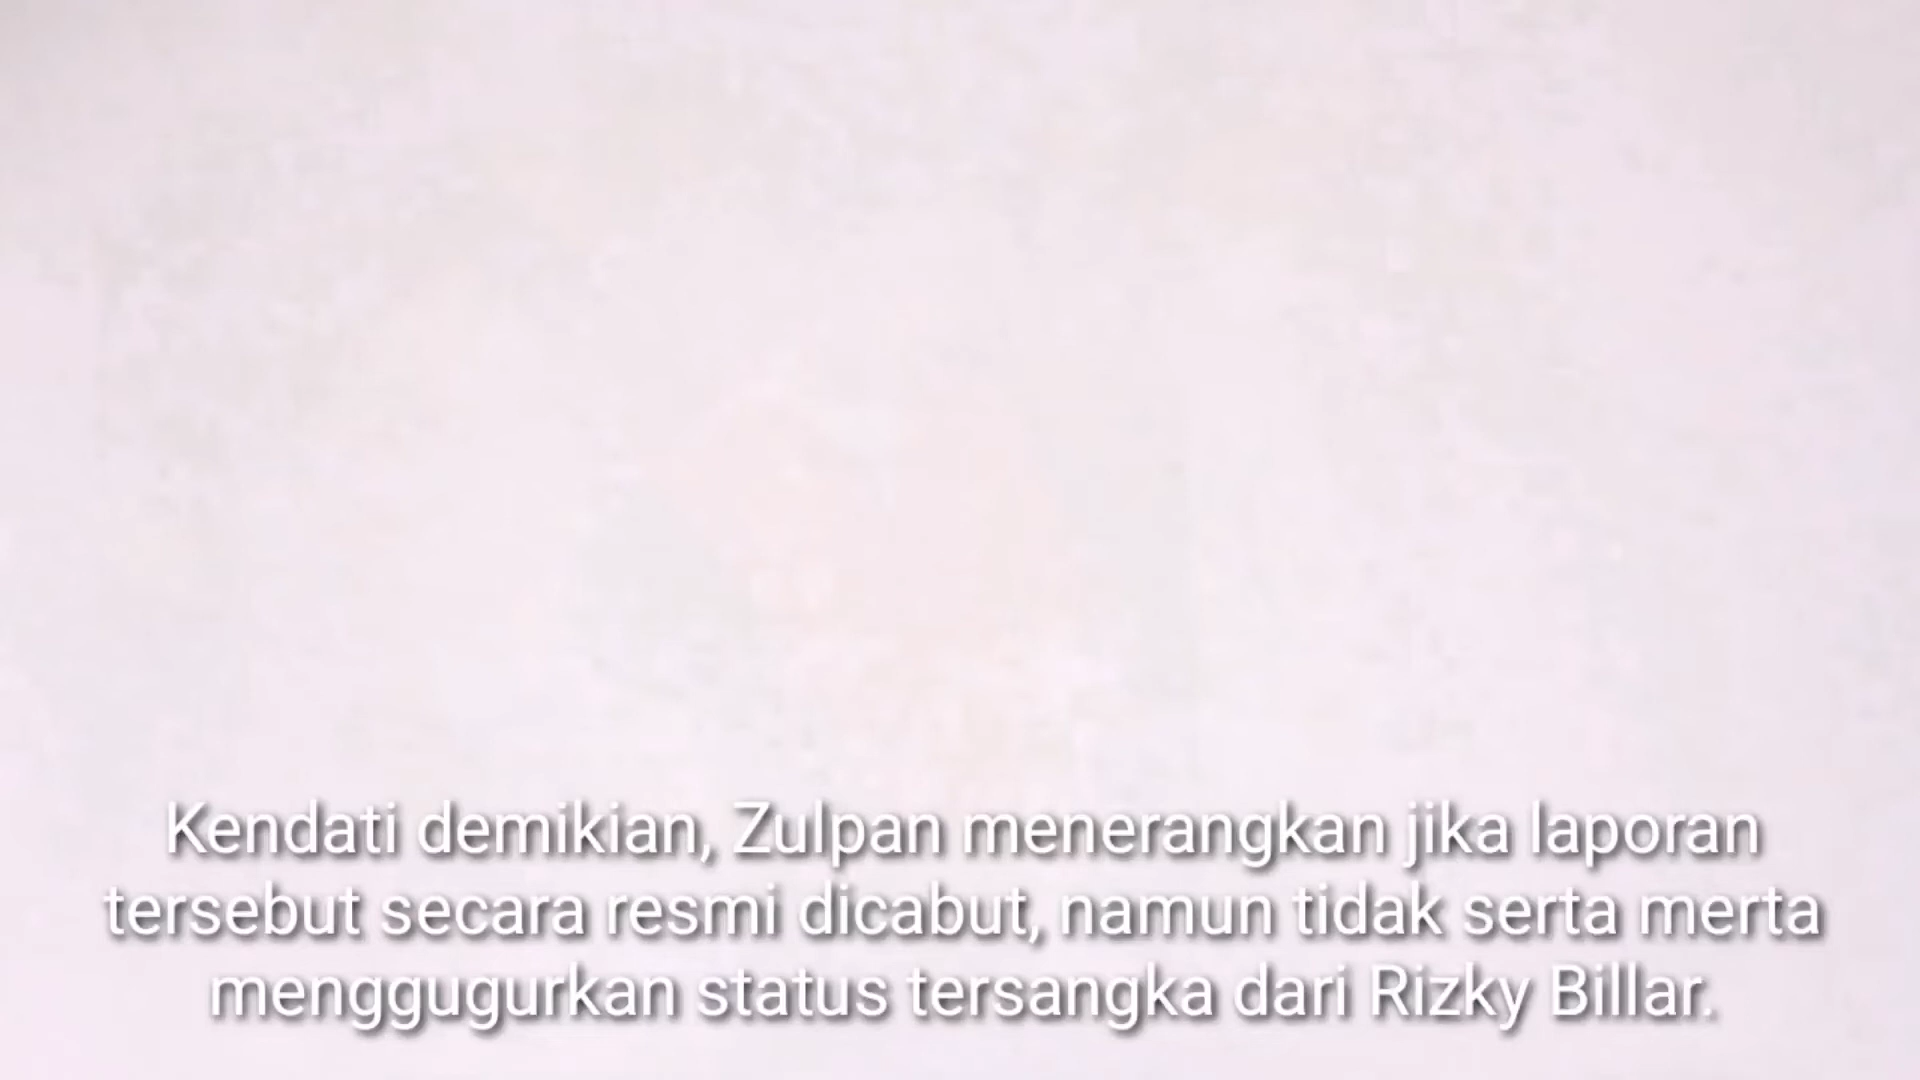 Kendati demikian, Zulpan menerangkan jika laporan
tersebut secara resmi dicabut, namun tidak serta merta
menggugurkan status tersangka dari Rizky Billar.